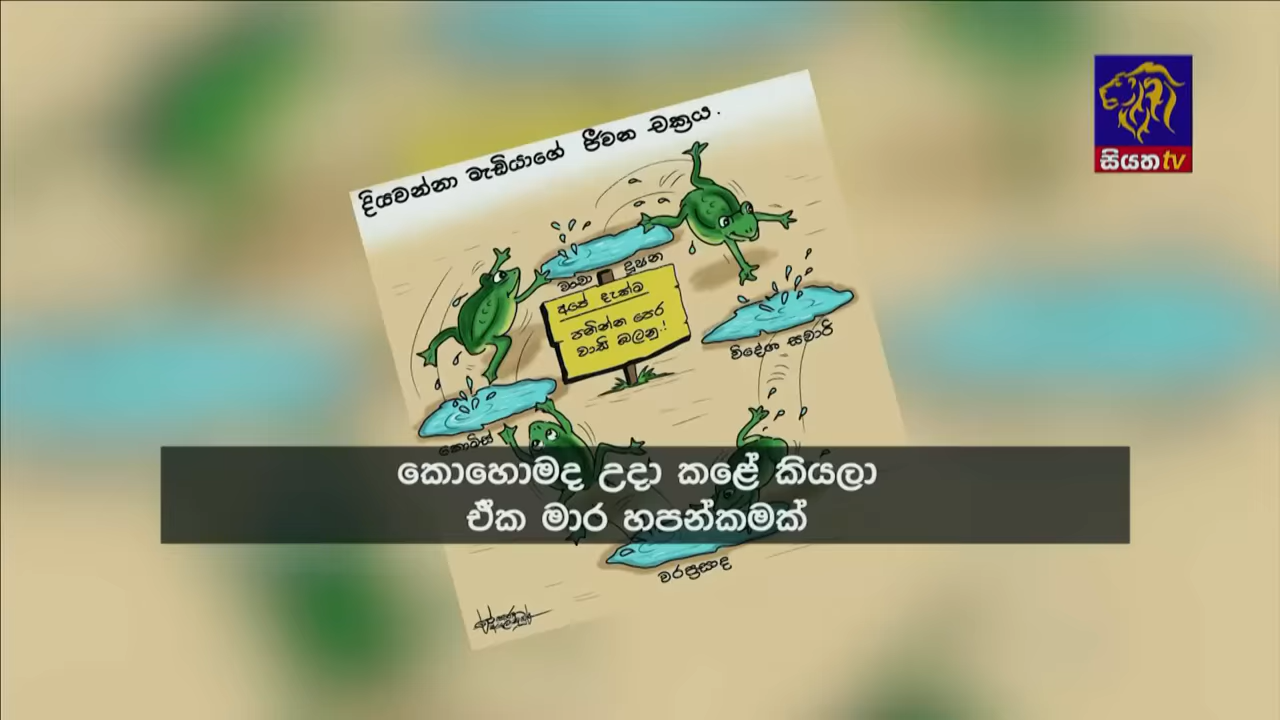 දියවන්නා මැඩියාගේ ජීවන චක්‍රය.
සියත tv
වංචා දූෂණ
අපේ දැක්ම
පනින්න පෙර
වාසි බලනු.!
විදේශ සවාරි
කොමිස්
කොහොමද උදා කළේ කියලා
ඒක මාර හපන්කමක්
වරප්‍රසාද